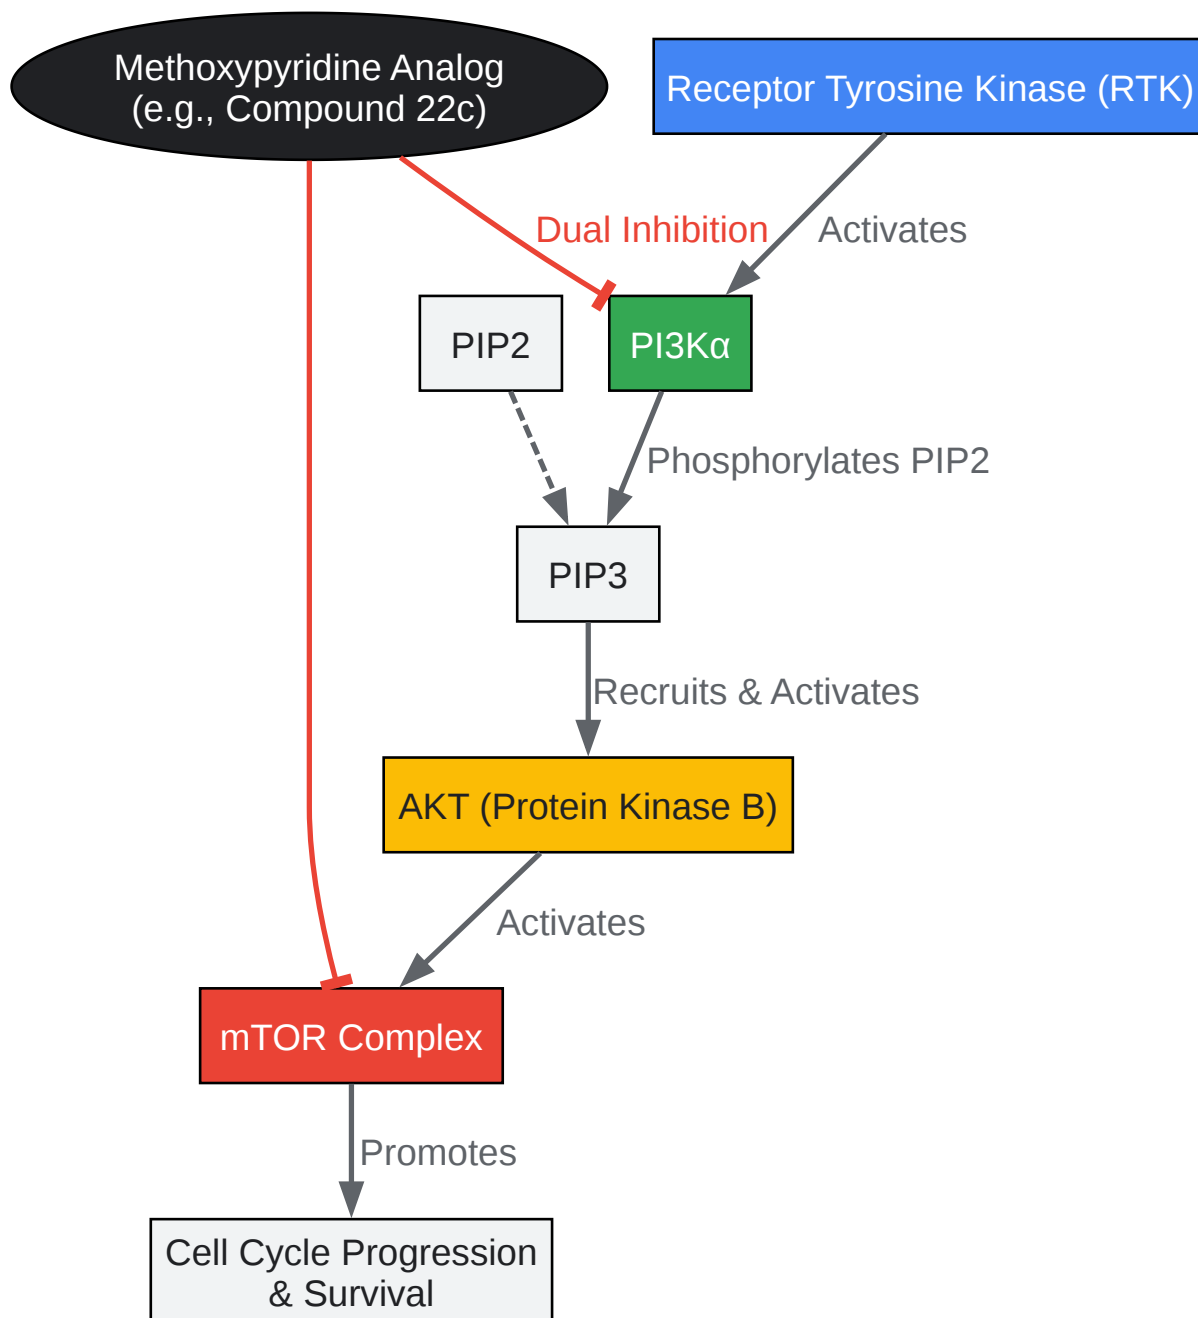 Methoxypyridine Analog
(e.g., Compound 22c)
Receptor Tyrosine Kinase (RTK)
Dual Inhibition
Activates
PIP2
PI3Kα
Phosphorylates PIP2
PIP3
Recruits & Activates
AKT (Protein Kinase B)
Activates
mTOR Complex
Promotes
Cell Cycle Progression
& Survival